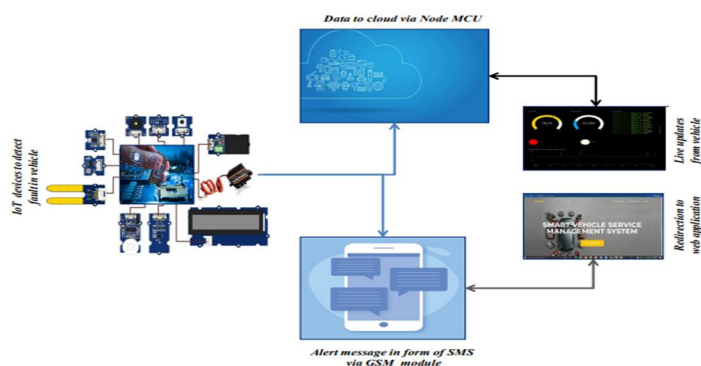 Data to cloud via Node MCU
IoT devices to detect
fault in vehicle
Live updates
from vehicle
SMART VEHICLE SERVICE
MANAGEMENT SYSTEM
Redirection to
web application
Alert message in form of SMS
via GSM module